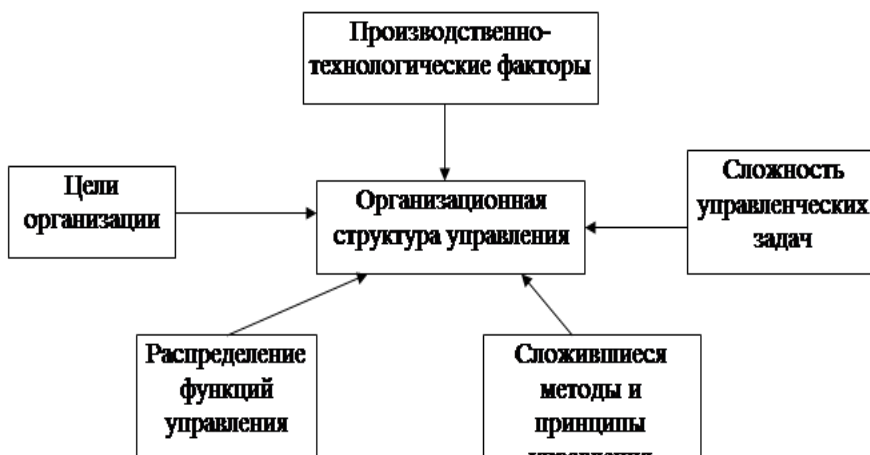 Производственно-
технологические факторы
Цели
организации
Организационная
структура управления
Сложность
управленческих
задач
Распределение
функций
управления
Сложившиеся
методы и
принципы